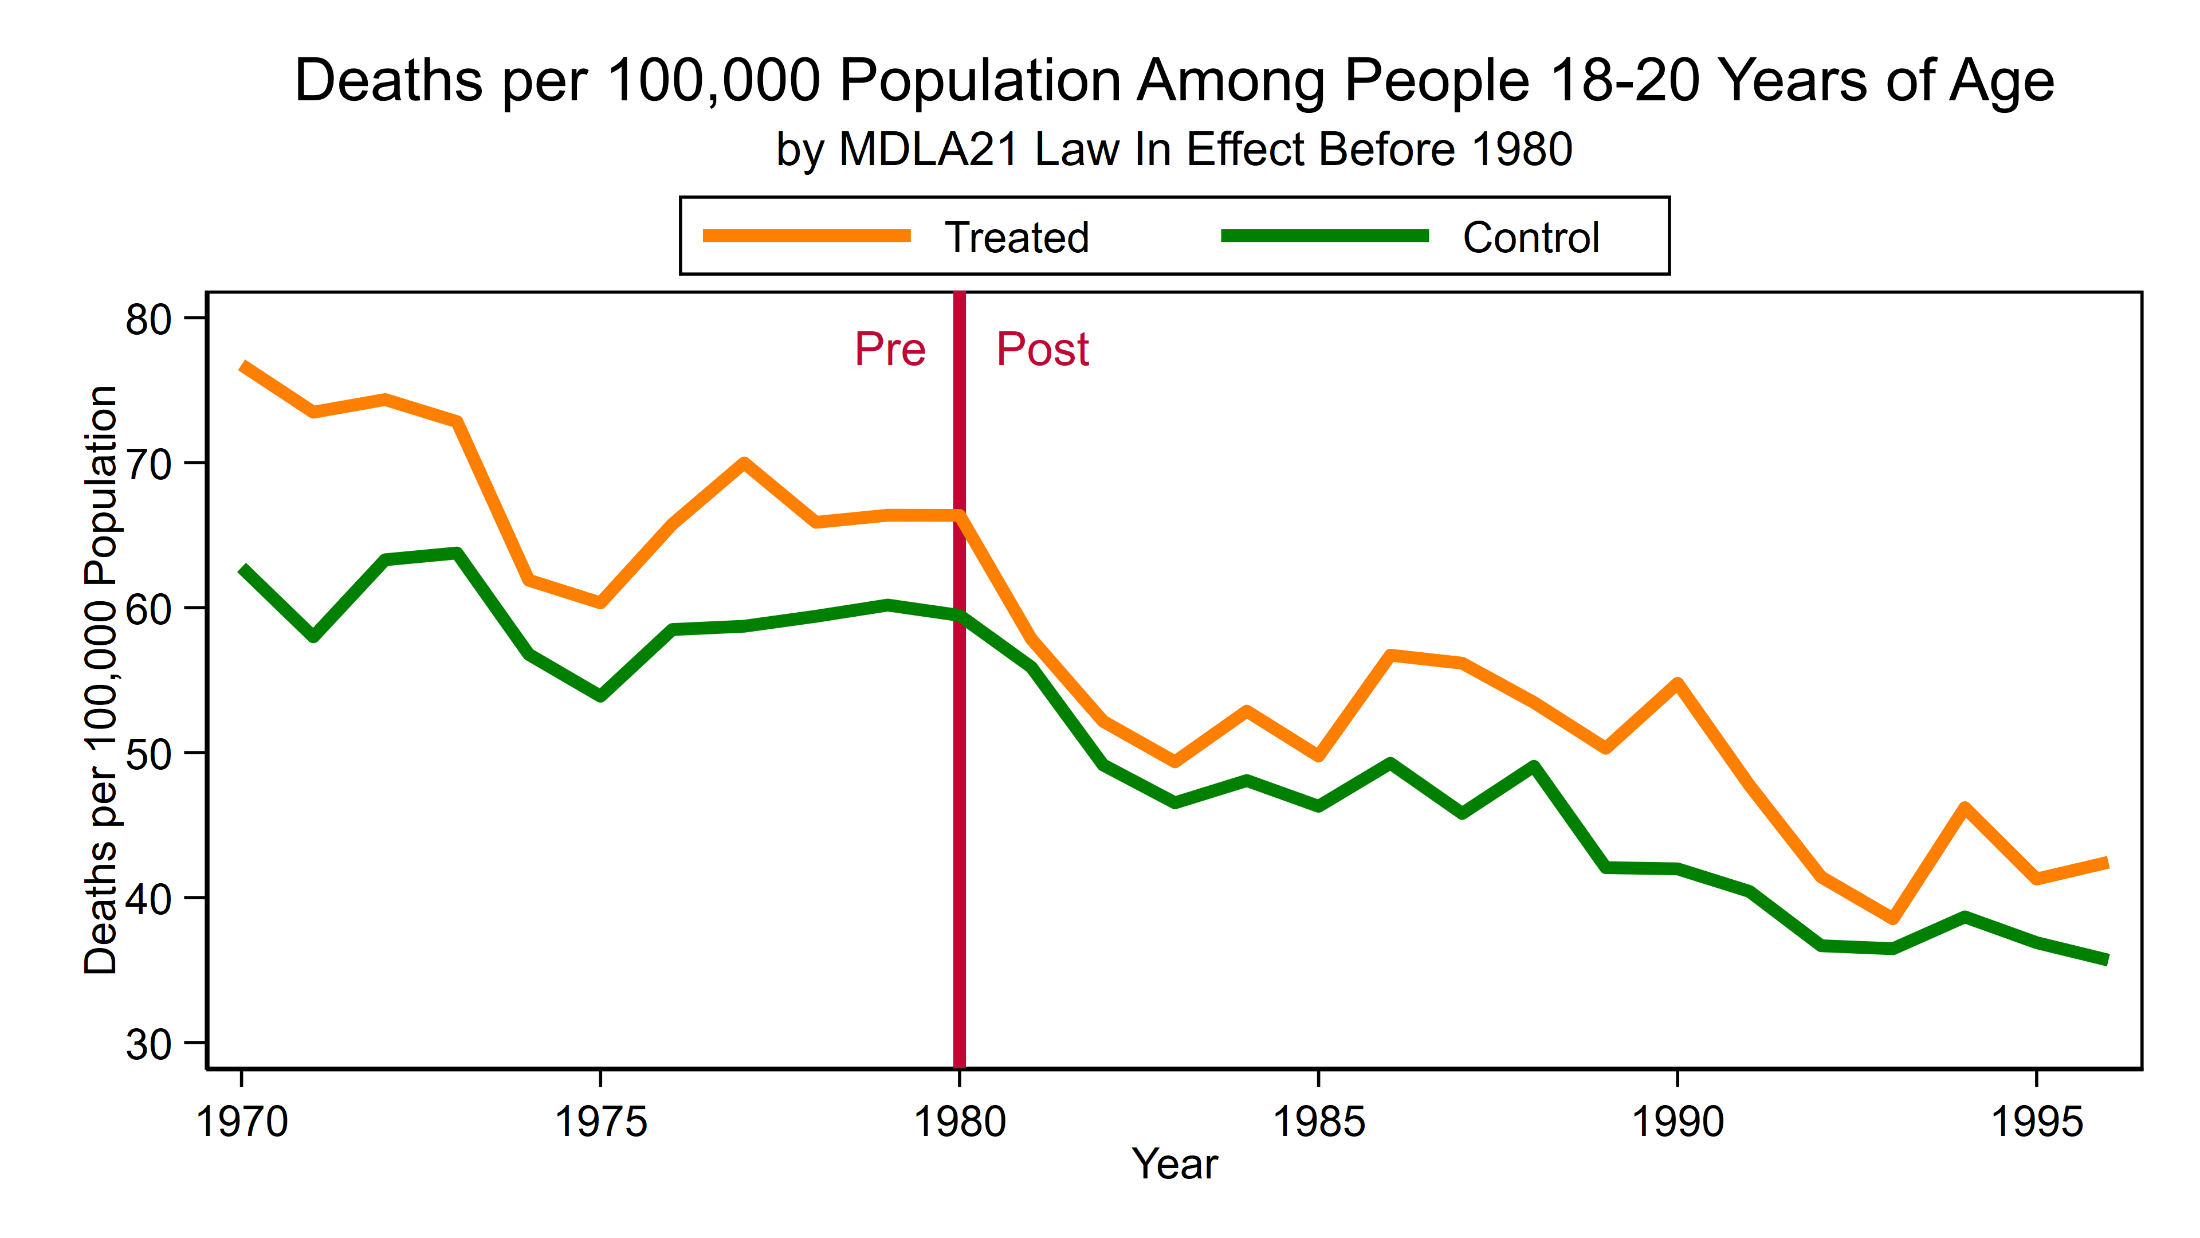 Deaths per 100,000 Population Among People 18-20 Years of Age
by MDLA21 Law In Effect Before 1980
Treated Control
Pre Post
Deaths per 100,000 Population
80
70
60
50
40
30
1970 1975 1980 1985 1990 1995
Year